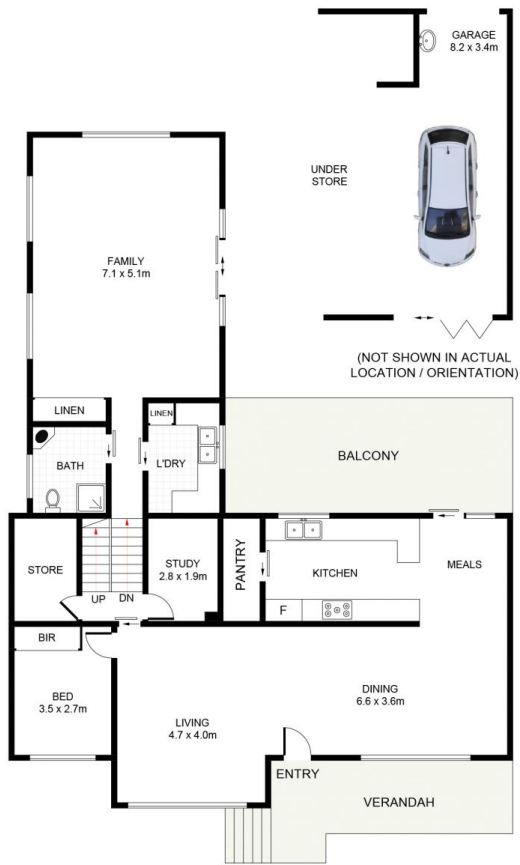 GARAGE
8.2 x 3.4m
UNDER
STORE
FAMILY
7.1 x 5.1m
(NOT SHOWN IN ACTUAL
LOCATION / ORIENTATION)
LINEN
LINEN
BATH
L'DRY
BALCONY
STORE
UP
DN
STUDY
2.8 x 1.9m
PANTRY
KITCHEN
MEALS
F
BIR
BED
3.5 x 2.7m
LIVING
4.7 x 4.0m
DINING
6.6 x 3.6m
ENTRY
VERANDAH